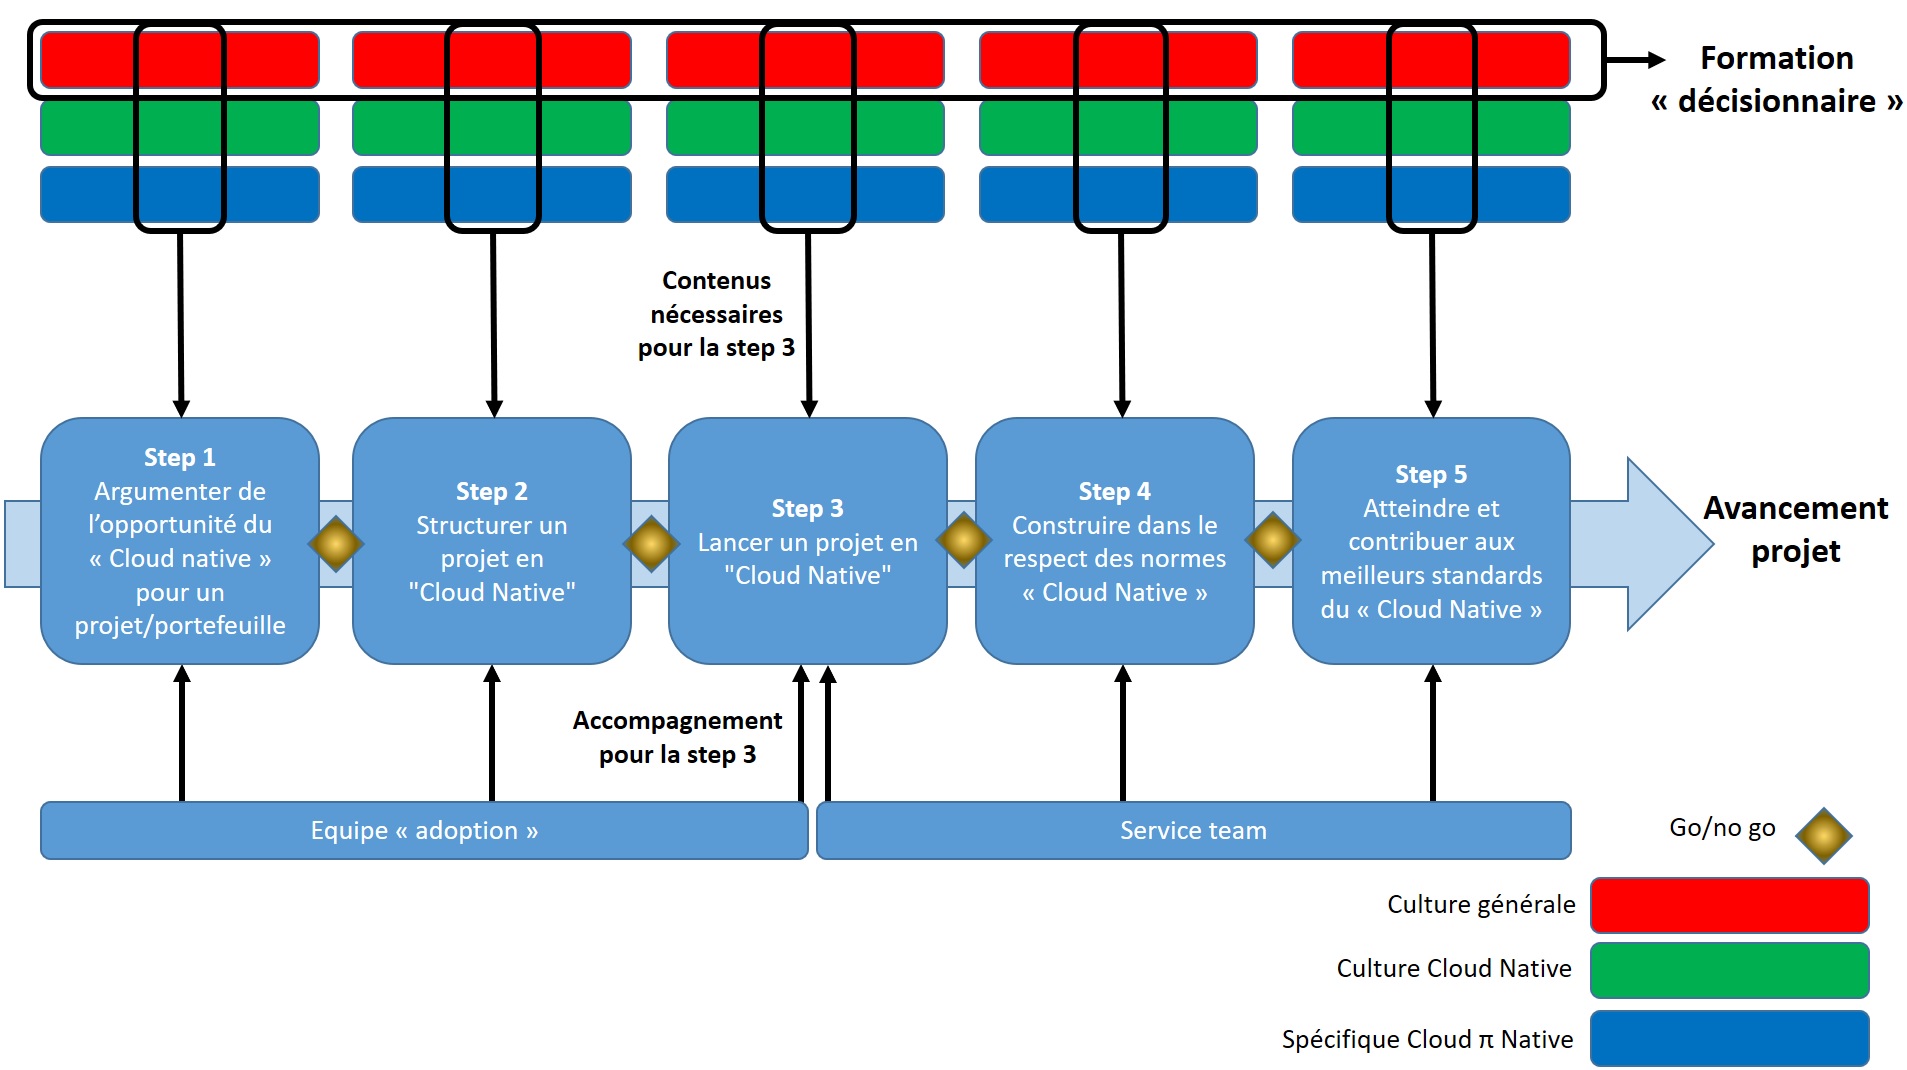 Formation
« décisionnaire »
Contenus
nécessaires
pour la step 3
Step 1
Argumenter de
l’opportunité du
« Cloud native »
pour un
projet/portefeuille
Step 2
Structurer un
projet en
"Cloud Native"
Step 3
Lancer un projet en
"Cloud Native"
Step 4
Construire dans le
respect des normes
« Cloud Native »
Step 5
Atteindre et
contribuer aux
meilleurs standards
du « Cloud Native »
Avancement
projet
Accompagnement
pour la step 3
Equipe « adoption »
Service team
Go/no go
Culture générale
Culture Cloud Native
Spécifique Cloud π Native